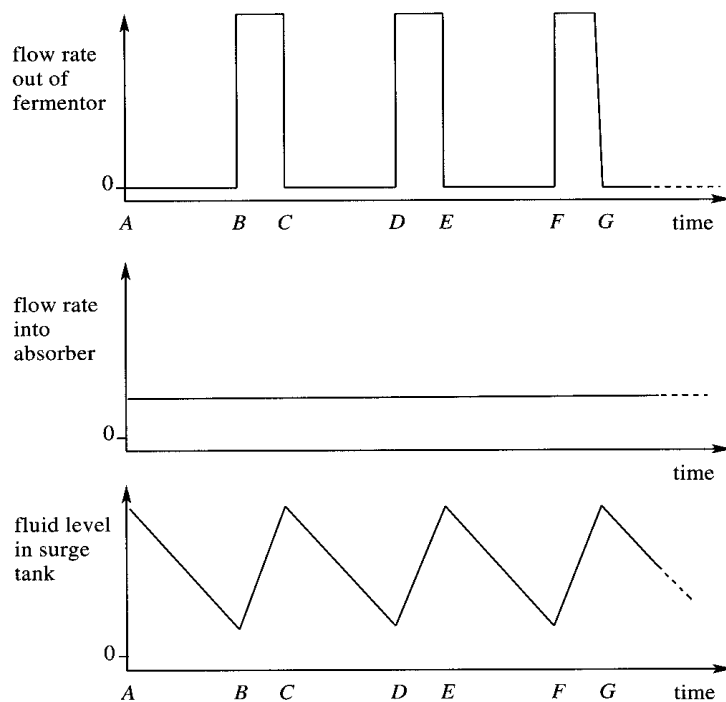 flow rate
out of
fermentor
0
A B C D E F G time
flow rate
into
absorber
0
time
fluid level
in surge
tank
0
A B C D E F G time